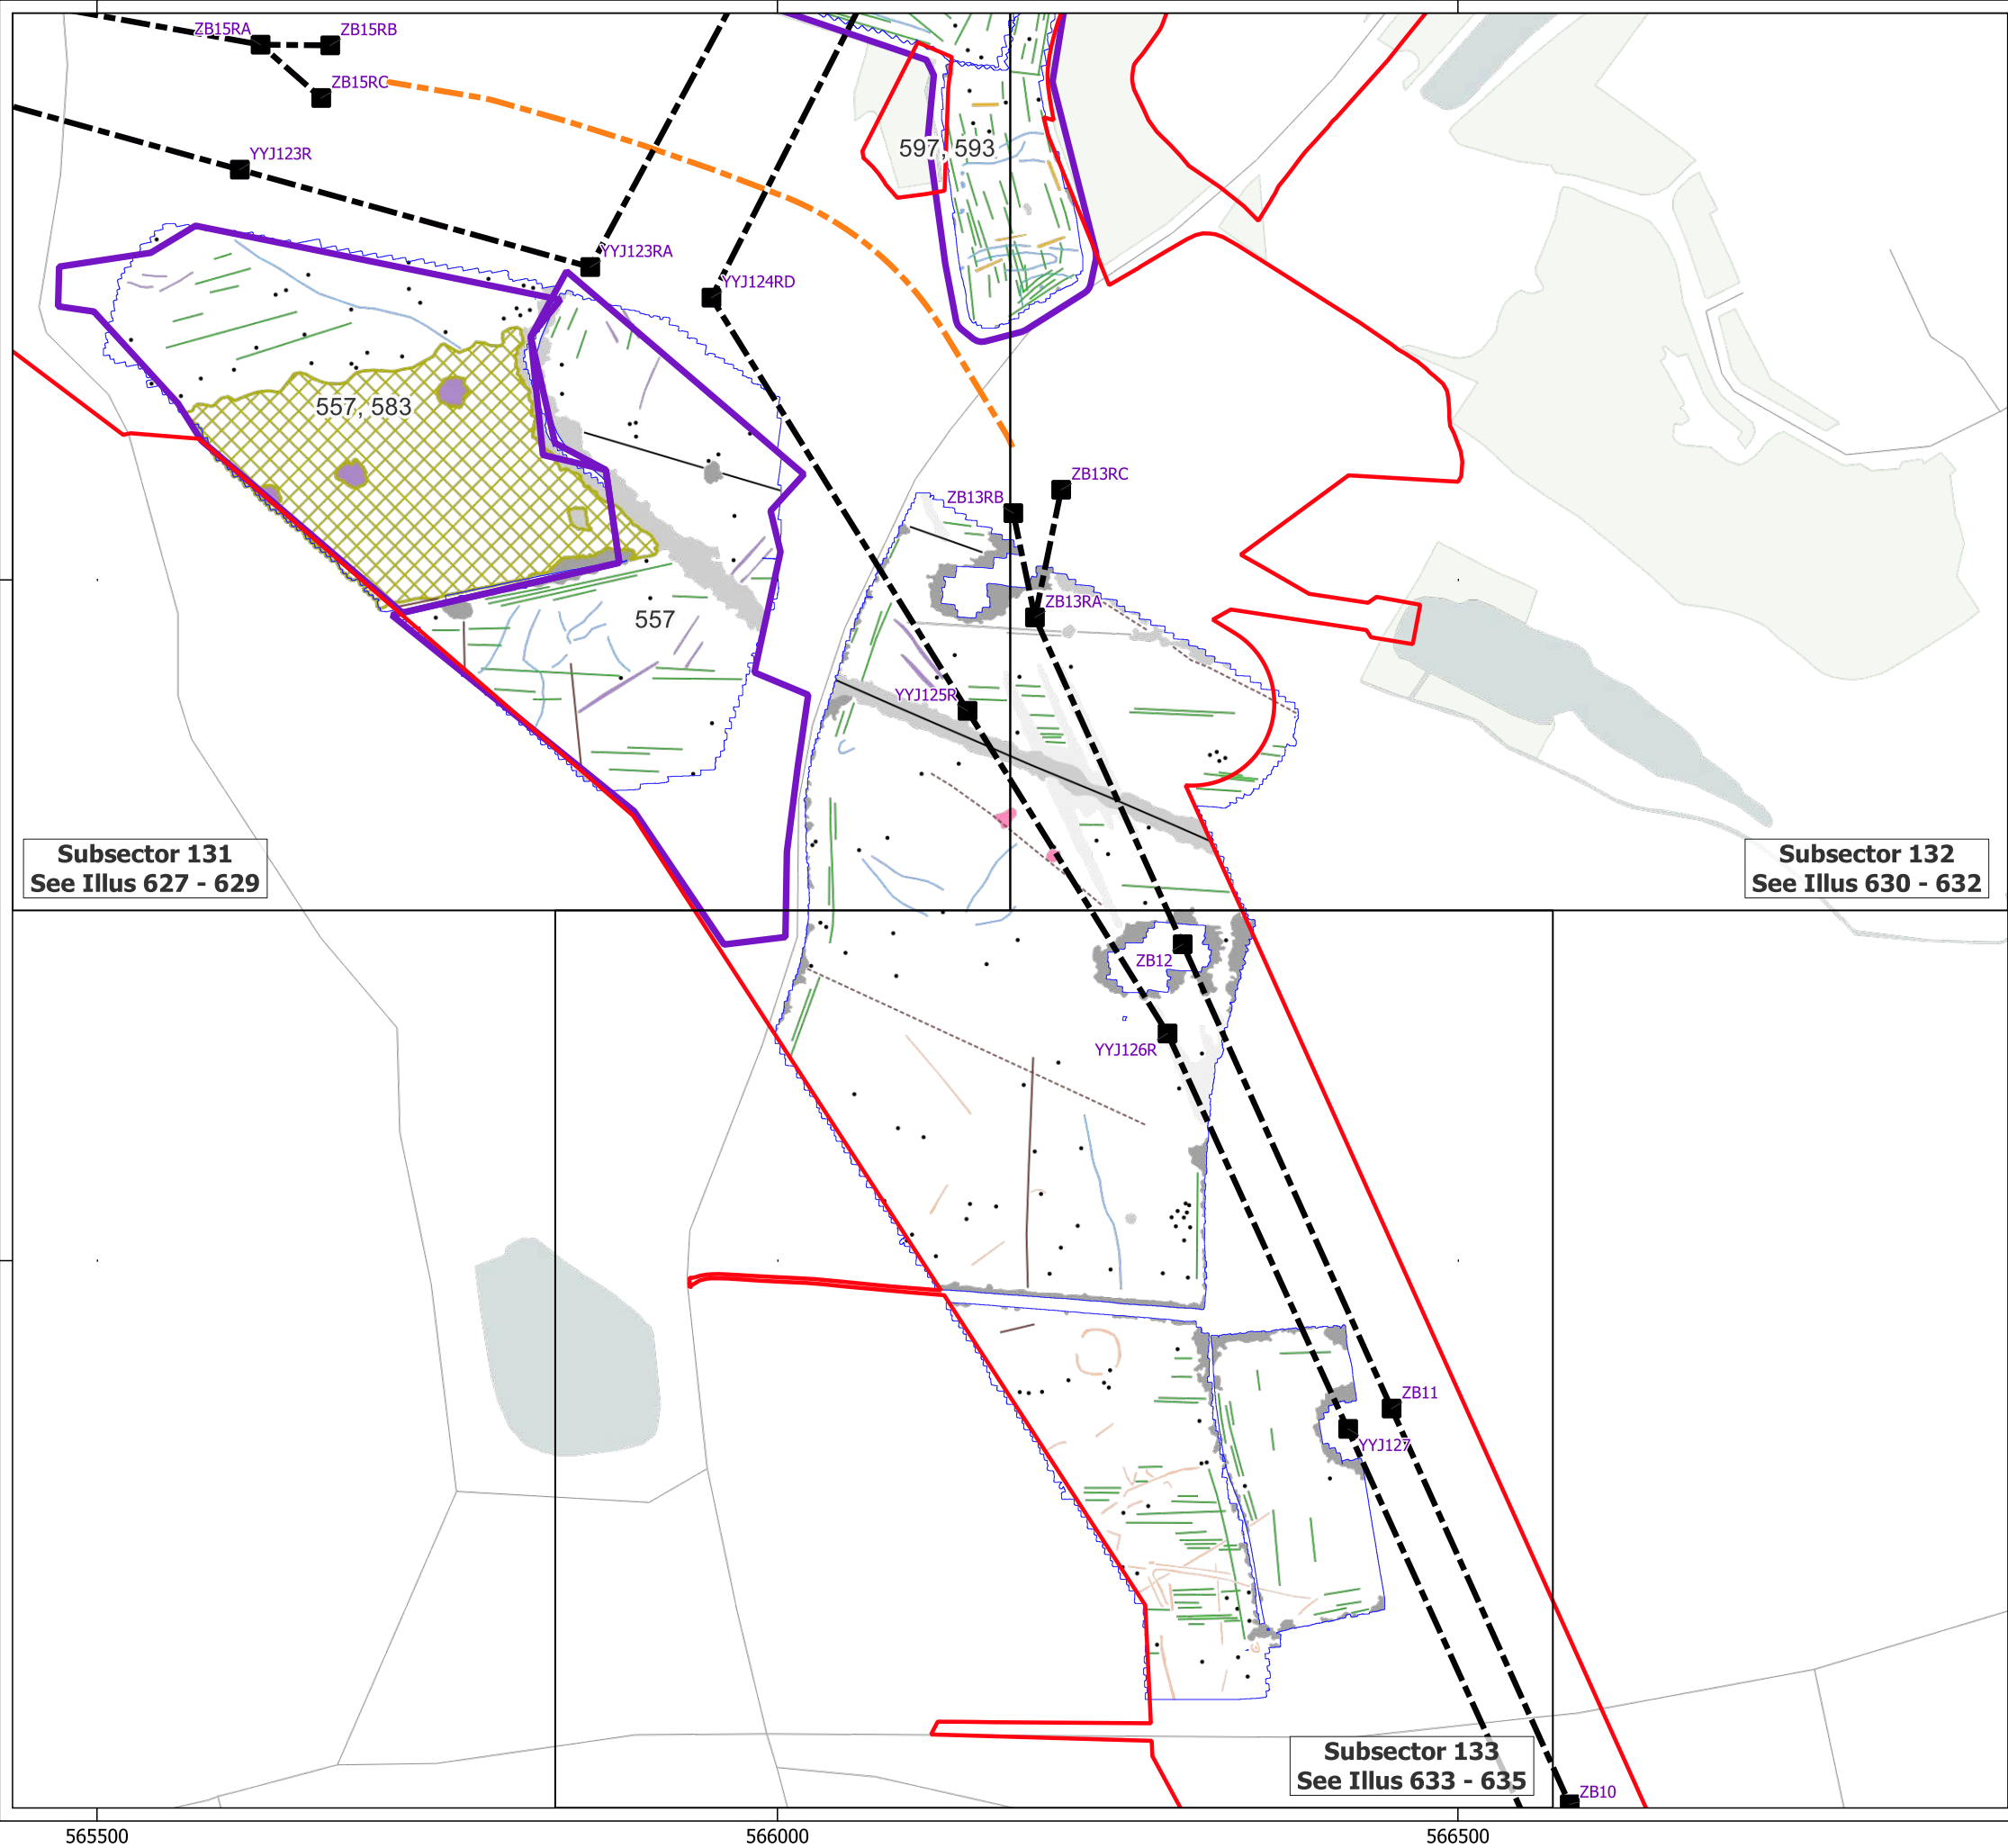 ZB15RA
ZB15RB
ZB15RC
597, 593
YYJ123R
YYJ123RA
YYJ124RD
557, 583
ZB13RC
ZB13RB
ZB13RA
557
YYJ125R
Subsector 131
See Illus 627 - 629
Subsector 132
See Illus 630 - 632
ZB12
YYJ126R
ZB11
YYJ127
Subsector 133
See Illus 633 - 635
ZB10
565500
566000
566500